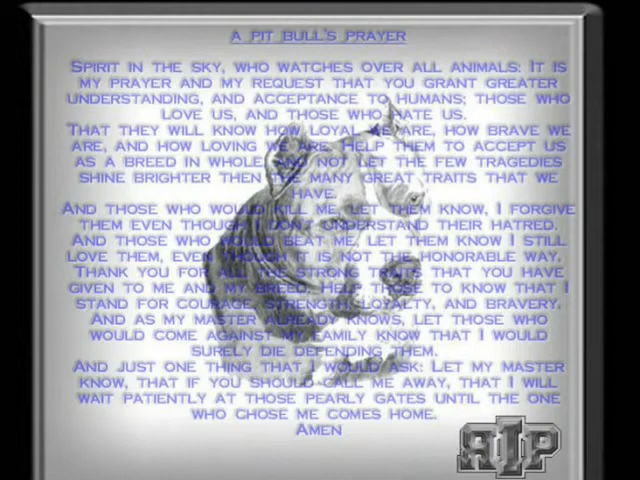 A PIT BULL'S PRAYER
SPIRIT IN THE SKY, WHO WATCHES OVER ALL ANIMALS: IT IS
MY PRAYER AND MY REQUEST THAT YOU GRANT GREATER
UNDERSTANDING, AND ACCEPTANCE TO HUMANS; THOSE WHO
LOVE US, AND THOSE WHO HATE US.
THAT THEY WILL KNOW HOW LOYAL WE ARE, HOW BRAVE WE
ARE, AND HOW LOVING WE ARE. HELP THEM TO ACCEPT US
AS A BREED IN WHOLE, AND NOT LET THE FEW TRAGEDIES
SHINE BRIGHTER THEN THE MANY GREAT TRAITS THAT WE
HAVE.
AND THOSE WHO WOULD KILL ME, LET THEM KNOW, I FORGIVE
THEM EVEN THOUGH I DON'T UNDERSTAND THEIR HATRED.
AND THOSE WHO WOULD BEAT ME, LET THEM KNOW I STILL
LOVE THEM, EVEN THOUGH IT IS NOT THE HONORABLE WAY.
THANK YOU FOR ALL THE STRONG TRAITS THAT YOU HAVE
GIVEN TO ME AND MY BREED. HELP THOSE TO KNOW THAT I
STAND FOR COURAGE, STRENGTH, LOYALTY, AND BRAVERY.
AND AS MY MASTER ALREADY KNOWS, LET THOSE WHO
WOULD COME AGAINST MY FAMILY KNOW THAT I WOULD
SURELY DIE DEFENDING THEM.
AND JUST ONE THING THAT I WOULD ASK: LET MY MASTER
KNOW, THAT IF YOU SHOULD CALL ME AWAY, THAT I WILL
WAIT PATIENTLY AT THOSE PEARLY GATES UNTIL THE ONE
WHO CHOSE ME COMES HOME.
AMEN
RIP